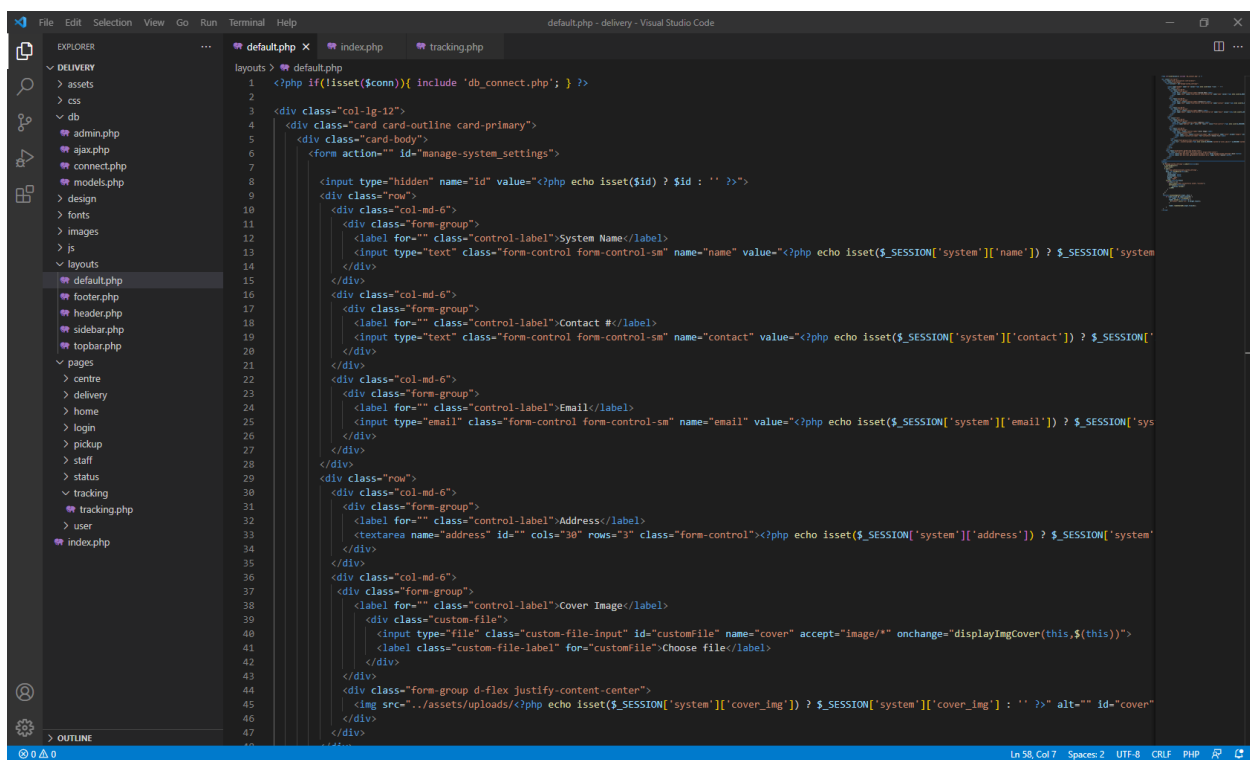 File Edit Selection View Go Run Terminal Help
default.php - delivery - Visual Studio Code
EXPLORER
DELIVERY
assets
css
db
admin.php
ajax.php
connect.php
models.php
design
fonts
images
js
layouts
default.php
footer.php
header.php
sidebar.php
topbar.php
pages
centre
delivery
home
login
pickup
staff
status
tracking
tracking.php
user
index.php
OUTLINE
default.php index.php tracking.php
layouts > default.php
1 <?php if(!isset($conn)){ include 'db_connect.php'; } ?>
2
3 <div class="col-lg-12">
4 <div class="card card-outline card-primary">
5 <div class="card-body">
6 <form action="" id="manage-system_settings">
7
8 <input type="hidden" name="id" value="<?php echo isset($id) ? $id : '' ?>">
9 <div class="row">
10 <div class="col-md-6">
11 <div class="form-group">
12 <label for="" class="control-label">System Name</label>
13 <input type="text" class="form-control form-control-sm" name="name" value="<?php echo isset($_SESSION['system']['name']) ? $_SESSION['system
14 </div>
15 </div>
16 <div class="col-md-6">
17 <div class="form-group">
18 <label for="" class="control-label">Contact #</label>
19 <input type="text" class="form-control form-control-sm" name="contact" value="<?php echo isset($_SESSION['system']['contact']) ? $_SESSION['
20 </div>
21 </div>
22 <div class="col-md-6">
23 <div class="form-group">
24 <label for="" class="control-label">Email</label>
25 <input type="email" class="form-control form-control-sm" name="email" value="<?php echo isset($_SESSION['system']['email']) ? $_SESSION['sys
26 </div>
27 </div>
28 </div>
29 <div class="row">
30 <div class="col-md-6">
31 <div class="form-group">
32 <label for="" class="control-label">Address</label>
33 <textarea name="address" id="" cols="30" rows="3" class="form-control"><?php echo isset($_SESSION['system']['address']) ? $_SESSION['system'
34 </div>
35 </div>
36 <div class="col-md-6">
37 <div class="form-group">
38 <label for="" class="control-label">Cover Image</label>
39 <div class="custom-file">
40 <input type="file" class="custom-file-input" id="customFile" name="cover" accept="image/*" onchange="displayImgCover(this,$(this))">
41 <label class="custom-file-label" for="customFile">Choose file</label>
42 </div>
43 </div>
44 <div class="form-group d-flex justify-content-center">
45 <img src="../assets/uploads/<?php echo isset($_SESSION['system']['cover_img']) ? $_SESSION['system']['cover_img'] : '' ?>" alt="" id="cover"
46 </div>
47 </div>
0 0
Ln 58, Col 7 Spaces: 2 UTF-8 CRLF PHP